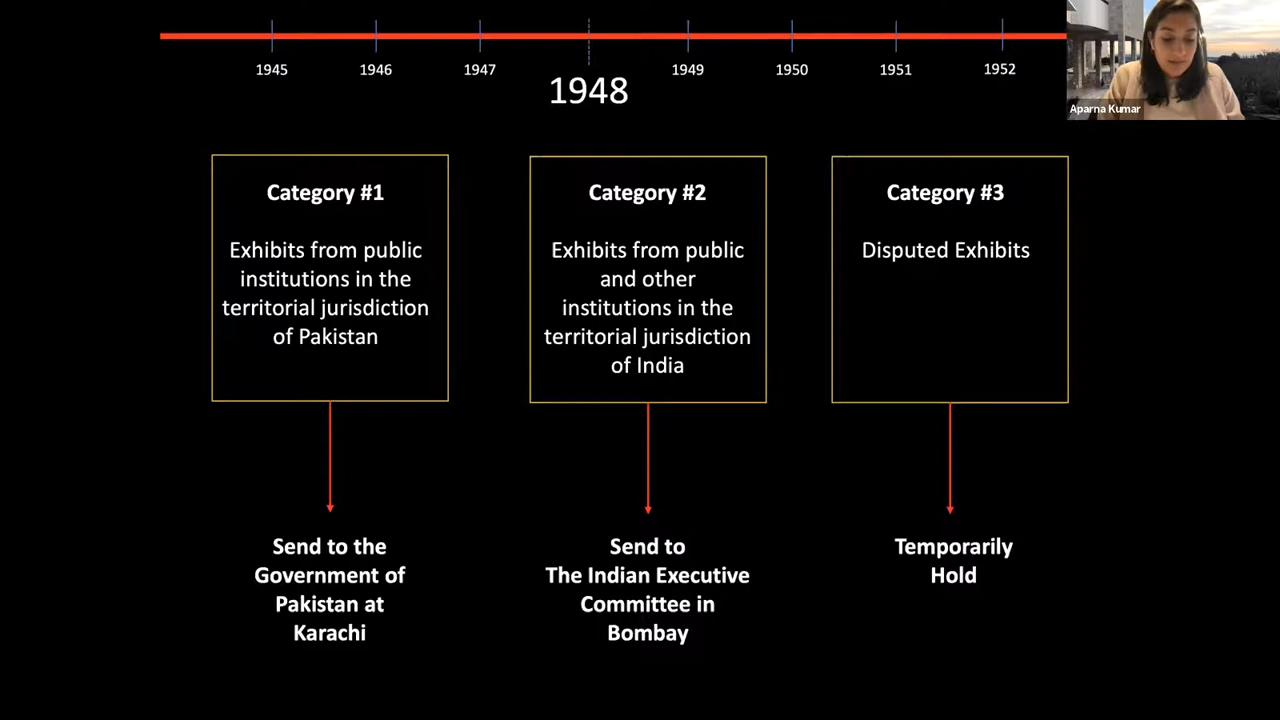 1945
1946
1947
1948
1949
1950
1951
1952
Aparna Kumar
Category #1
Exhibits from public
institutions in the
territorial jurisdiction
of Pakistan
Send to the
Government of
Pakistan at
Karachi
Category #2
Exhibits from public
and other
institutions in the
territorial jurisdiction
of India
Send to
The Indian Executive
Committee in
Bombay
Category #3
Disputed Exhibits
Temporarily
Hold